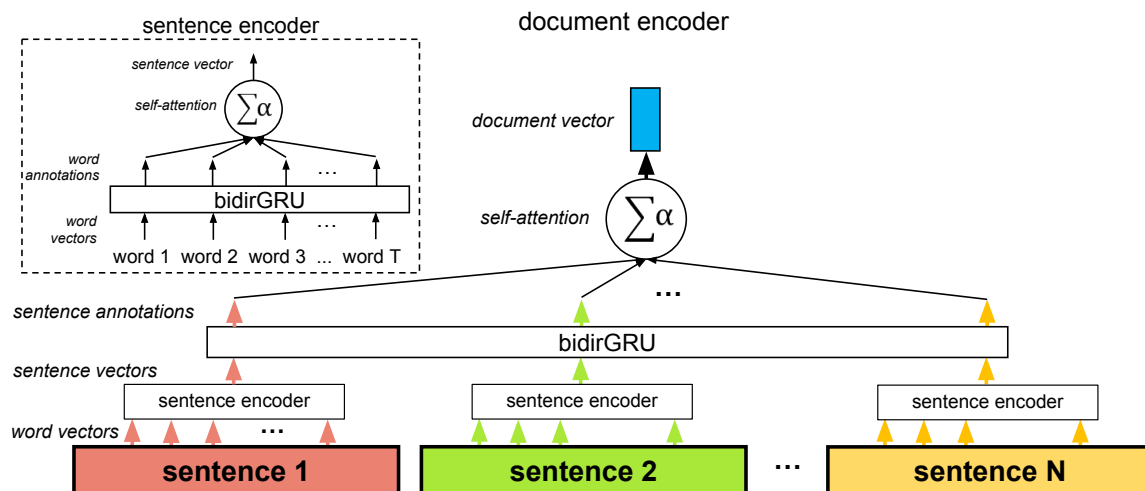 sentence encoder
document encoder
sentence vector
self-attention
∑α
word
annotations
...
bidirGRU
word
vectors
...
word 1 word 2 word 3 ... word T
document vector
self-attention
∑α
...
sentence annotations
bidirGRU
sentence vectors
sentence encoder sentence encoder sentence encoder
word vectors
...
sentence 1 sentence 2 ... sentence N